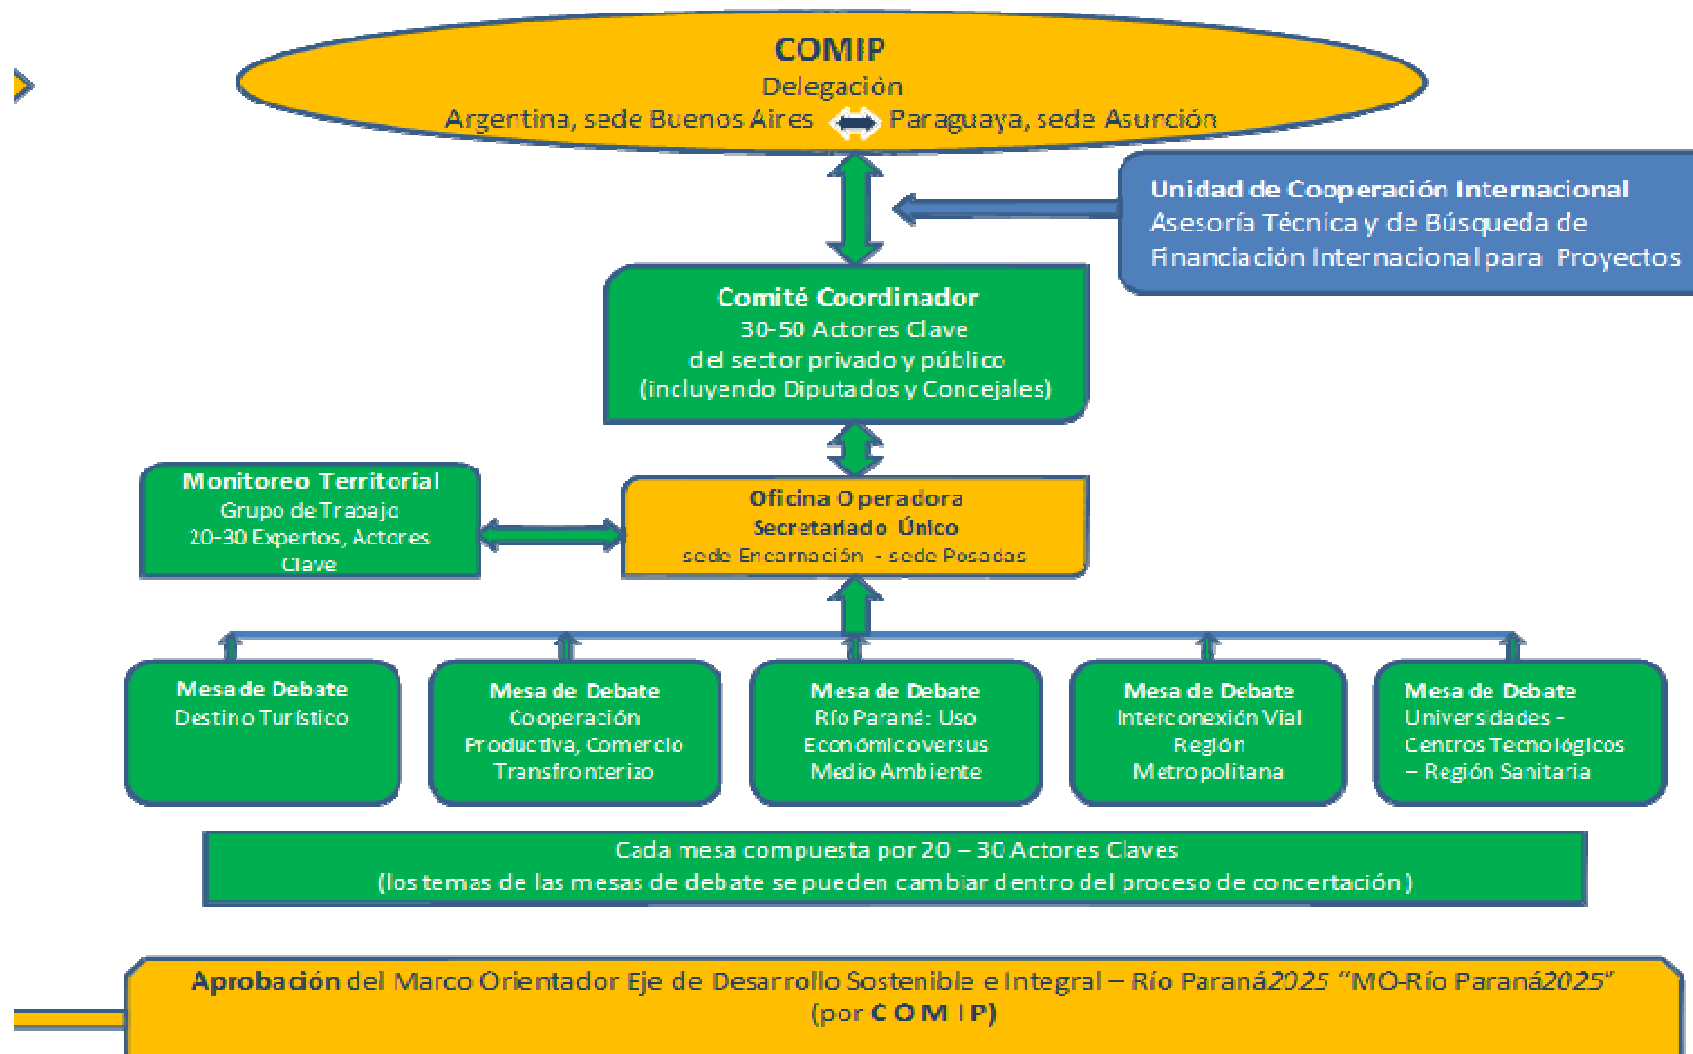 COMIP
Delegación
Argentina, sede Buenos Aires Paraguaya, sede Asunción
Unidad de Cooperación Internacional
Asesoría Técnica y de Búsqueda de
Financiación Internacional para Proyectos
Comité Coordinador
30-50 Actores Clave
del sector privado y público
(incluyendo Diputados y Concejales)
Monitoreo Territorial
Grupo de Trabajo
20-30 Expertos, Actores
Clave
Oficina Operadora
Secretariado Único
sede Encarnación - sede Posadas
Mesa de Debate
Destino Turístico
Mesa de Debate
Cooperación
Productiva, Comercio
Transfronterizo
Mesa de Debate
Río Paraná: Uso
Económico versus
Medio Ambiente
Mesa de Debate
Interconexión Vial
Región
Metropolitana
Mesa de Debate
Universidades –
Centros Tecnológicos
– Región Sanitaria
Cada mesa compuesta por 20 – 30 Actores Claves
(los temas de las mesas de debate se pueden cambiar dentro del proceso de concertación)
Aprobación del Marco Orientador Eje de Desarrollo Sostenible e Integral – Río Paraná2025 “MO-Río Paraná2025”
(por C O M I P)